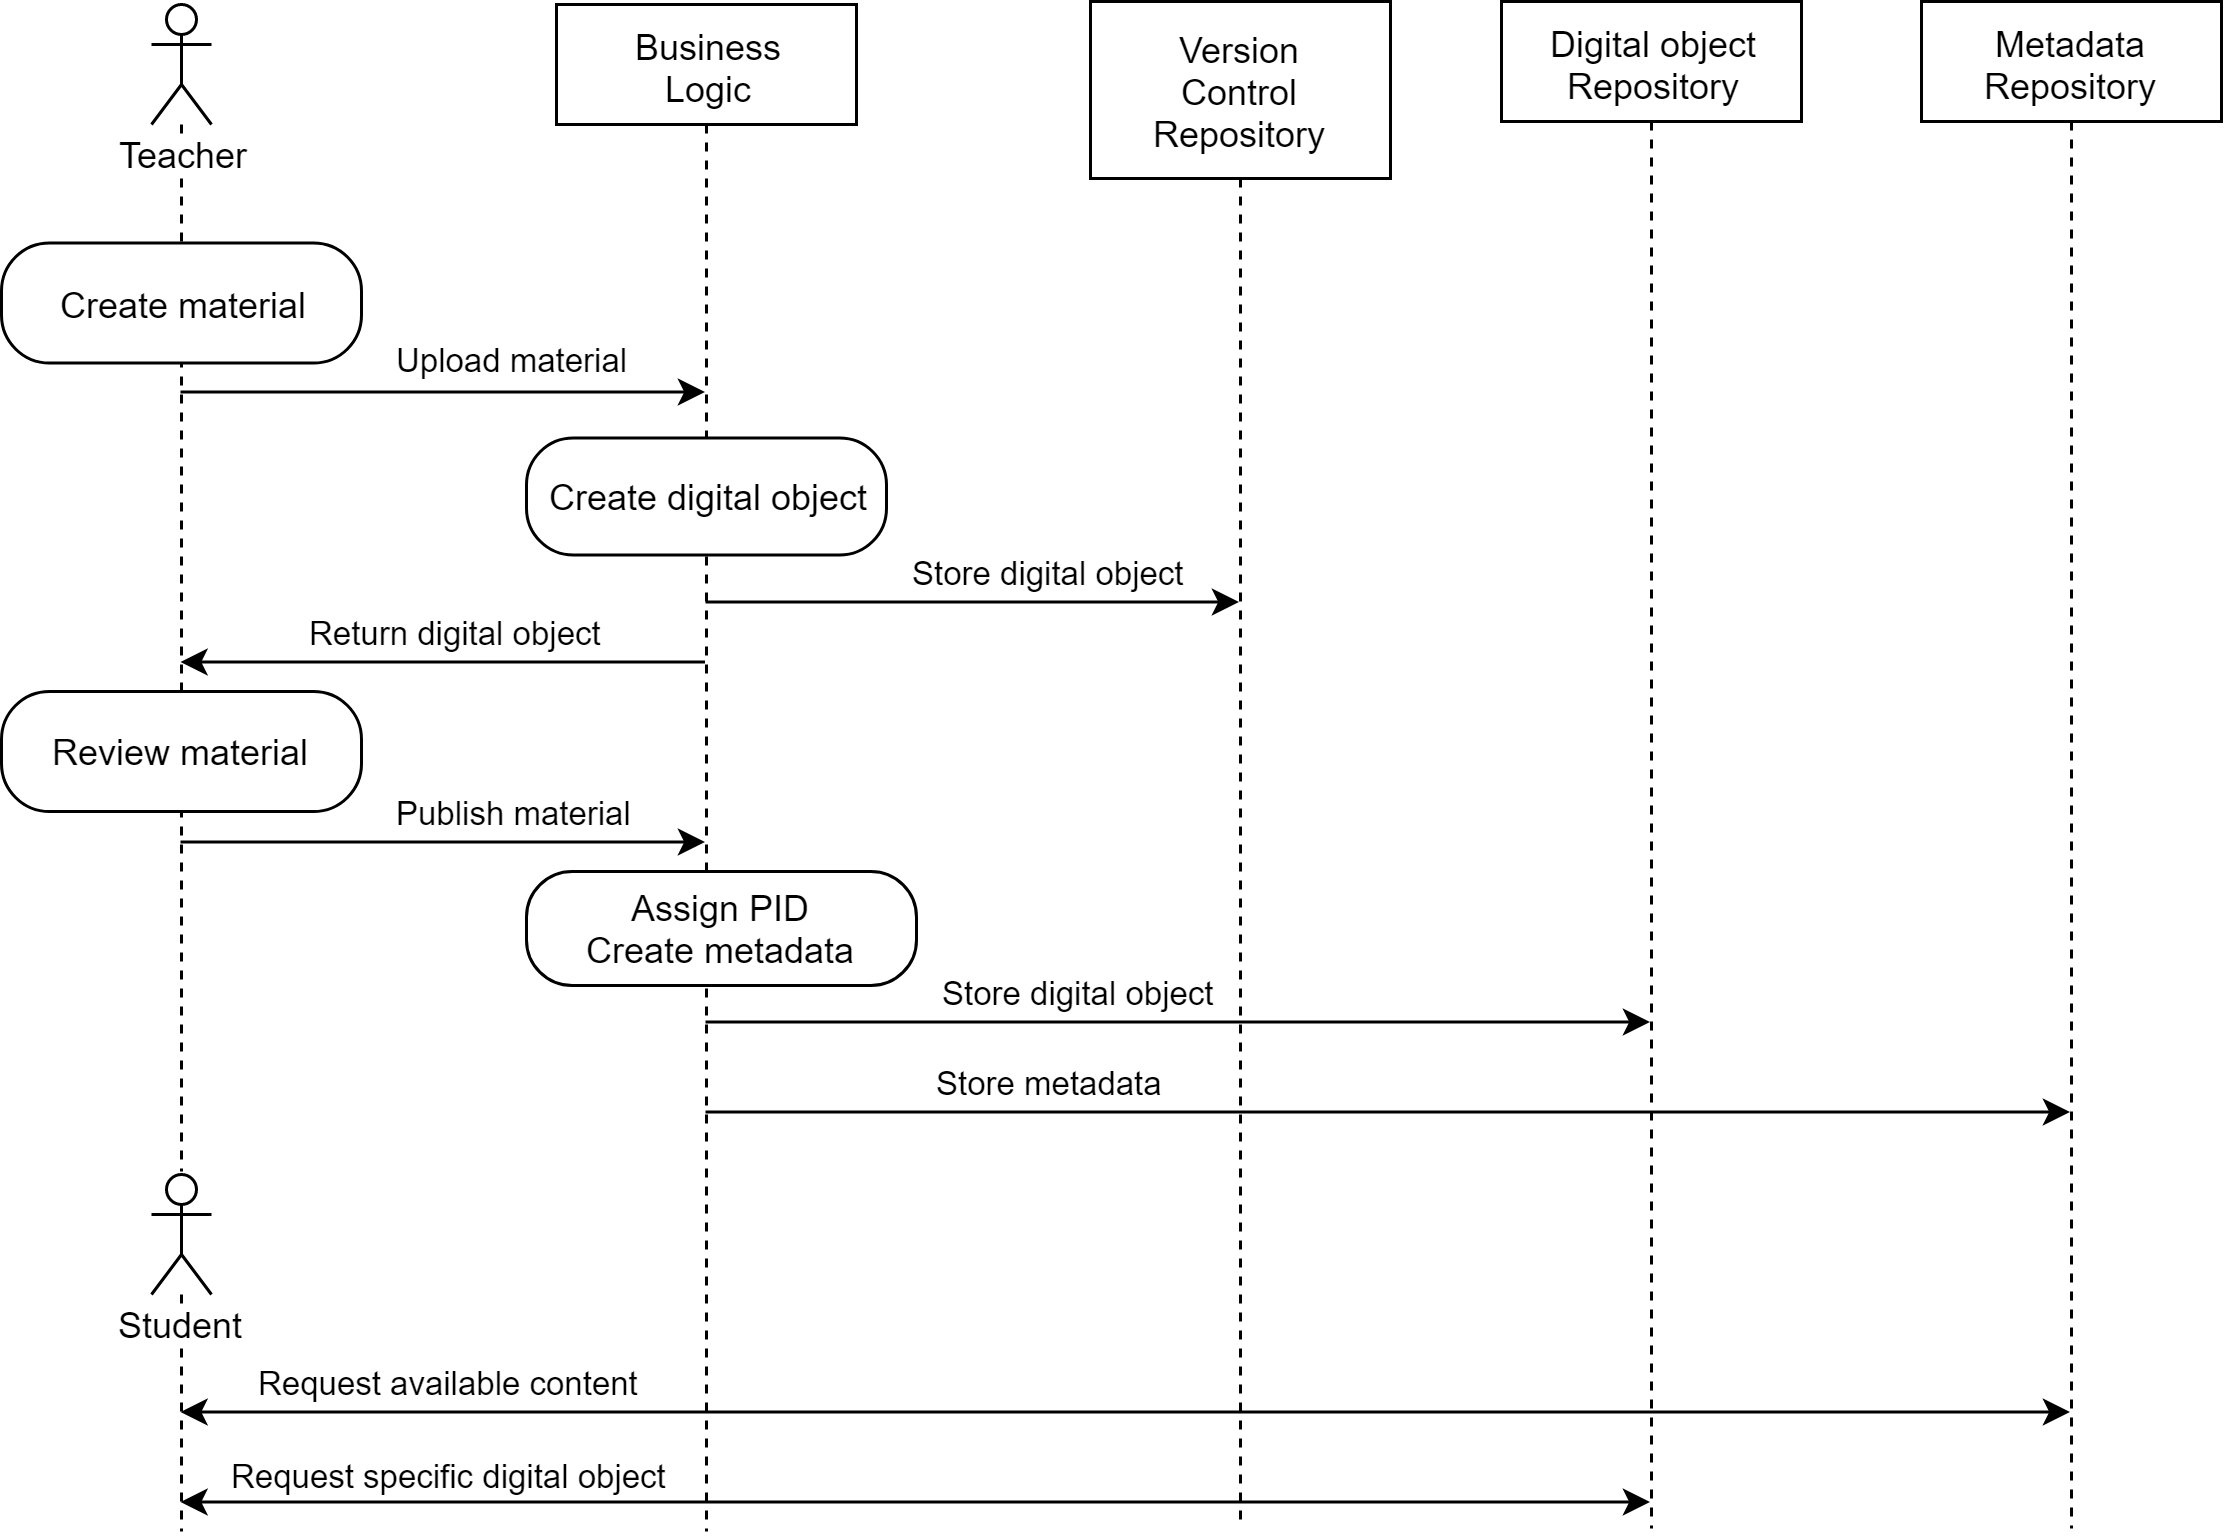 Teacher
Business
Logic
Version
Control
Repository
Digital object
Repository
Metadata
Repository
Create material
Upload material
Create digital object
Store digital object
Return digital object
Review material
Publish material
Assign PID
Create metadata
Store digital object
Store metadata
Student
Request available content
Request specific digital object